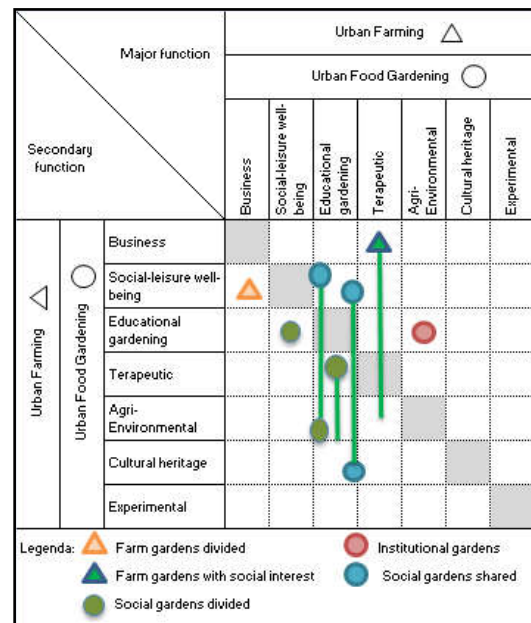 Major function
Urban Farming
Urban Food Gardening
Secondary
function
Business
Social-leisure well-
being
Educational
gardening
Terapeutic
Agri-
Environmental
Cultural heritage
Experimental
Urban Farming
Urban Food Gardening
Business
Social-leisure well-
being
Educational
gardening
Terapeutic
Agri-
Environmental
Cultural heritage
Experimental
Legenda:
Farm gardens divided
Institutional gardens
Farm gardens with social interest
Social gardens shared
Social gardens divided